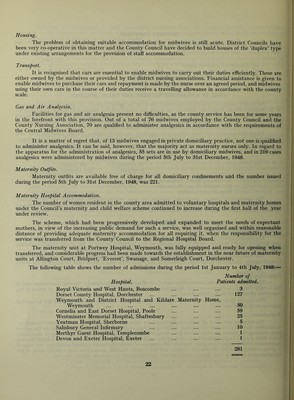 Housing.
The problem of obtaining suitable accommodation for midwives is still acute. District Councils have
been very co-operative in this matter and the County Council have decided to build houses of the 'duplex' type
under existing arrangements for the provision of staff accommodation.
Transport.
It is recognised that cars are essential to enable midwives to carry out their duties efficiently. These are
either owned by the midwives or provided by the district nursing associations. Financial assistance is given to
enable midwives to purchase their cars and repayment is made by the nurse over an agreed period, and midwives
using their own cars in the course of their duties receive a travelling allowance in accordance with the county
scale.
Gas and Air Analgesia.
Facilities for gas and air analgesia present no difficulties, as the county service has been for some years
in the forefront with this provision. Out of a total of 76 midwives employed by the County Council and the
County Nursing Association, 70 are qualified to administer analgesics in accordance with the requirements of
the Central Midwives Board.
It is a matter of regret that, of 13 midwives engaged in private domiciliary practice, not one is qualified
to administer analgesics. It can be said, however, that the majority act as maternity nurses only. In regard to
the apparatus for the administration of analgesics, 55 sets are in use by domiciliary midwives, and in 219 cases
analgesics were administered by midwives during the period 5th July to 31st December, 1948.
Maternity Outfits.
Maternity outfits are available free of charge for all domiciliary confinements and the number issued
during the period 5th July to 31st December, 1948, was 221.
Maternity Hospital Accommodation.
The number of women resident in the county area admitted to voluntary hospitals and maternity homes
under the Council's maternity and child welfare scheme continued to increase during the first half of the year
under review.
The scheme, which had been progressively developed and expanded to meet the needs of expectant
mothers, in view of the increasing public demand for such a service, was well organised and within reasonable
distance of providing adequate maternity accommodation for all requiring it, when the responsibility for the
service was transferred from the County Council to the Regional Hospital Board.
The maternity unit at Portwey Hospital, Weymouth, was fully equipped and ready for opening when
transferred, and considerable progress had been made towards the establishment in the near future of maternity
units at Allington Court, Bridport, 'Everest', Swanage, and Somerleigh Court, Dorchester.
The following table shows the number of admissions during the period 1st January to 4th July, 1948:—
Number of
Hospital. Patients admitted.
Royal Victoria and West Hants, Boscombe ... ... ... 3
Dorset County Hospital, Dorchester ... ... ... ... 127
Weymouth and District Hospital and Kildare Maternity Home,
Weymouth ... ... ... ... ... 30
Cornelia and East Dorset Hospital, Poole ... ... ... 59
Westminster Memorial Hospital, Shaftesbury ... ... ... 25
Yeatman Hospital, Sherborne ... ... ... ... 5
Salisbury General Infirmary ... ... ... ... 10
Merthyr Guest Hospital, Templecombe ... ... ... 1
Devon and Exeter Hospital, Exeter ... ... ... 1
261
22